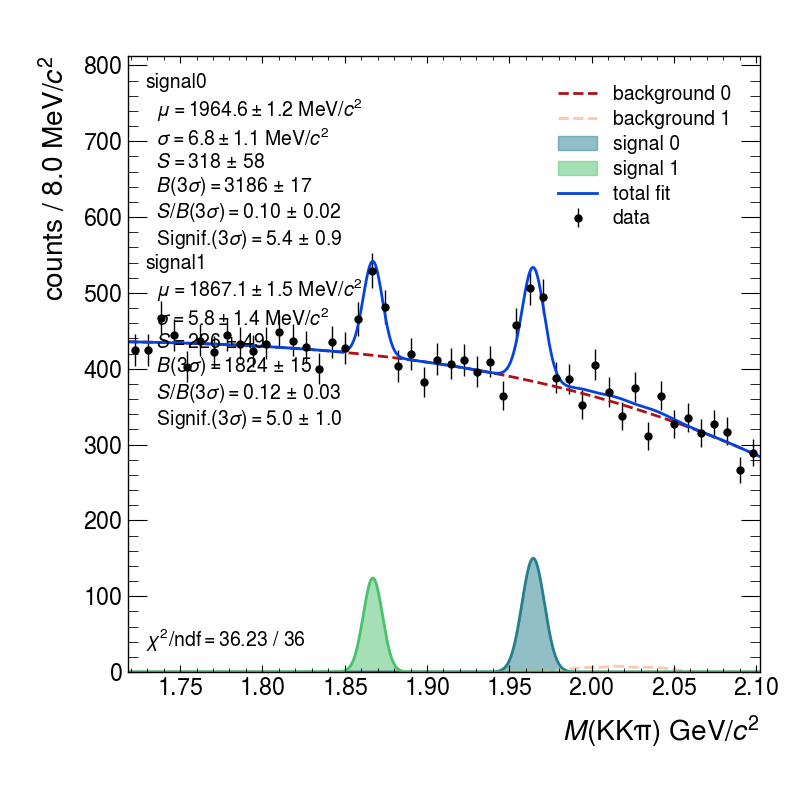 counts / 8.0 MeV/c²
800
700
600
500
400
300
200
100
0
signal0
μ = 1964.6 ± 1.2 MeV/c²
σ = 6.8 ± 1.1 MeV/c²
S = 318 ± 58
B(3σ) = 3186 ± 17
S/B(3σ) = 0.10 ± 0.02
Signif.(3σ) = 5.4 ± 0.9
signal1
μ = 1867.1 ± 1.5 MeV/c²
σ = 5.8 ± 1.4 MeV/c²
S = 226 ± 49
B(3σ) = 1824 ± 15
S/B(3σ) = 0.12 ± 0.03
Signif.(3σ) = 5.0 ± 1.0
background 0
background 1
signal 0
signal 1
total fit
data
χ²/ndf = 36.23 / 36
1.75 1.80 1.85 1.90 1.95 2.00 2.05 2.10
M(KKπ) GeV/c²